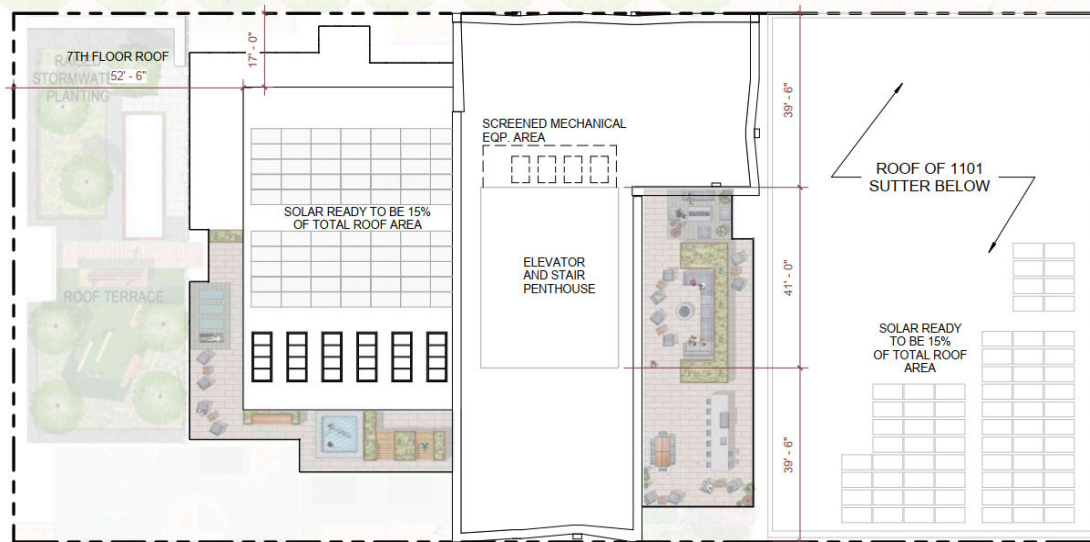 7TH FLOOR ROOF
52' - 6"
RAISED
STORMWATER
PLANTING
17' - 0"
SCREENED MECHANICAL
EQP. AREA
39' - 6"
ROOF OF 1101
SUTTER BELOW
SOLAR READY TO BE 15%
OF TOTAL ROOF AREA
ELEVATOR
AND STAIR
PENTHOUSE
41' - 0"
ROOF TERRACE
SOLAR READY
TO BE 15%
OF TOTAL ROOF
AREA
39' - 6"